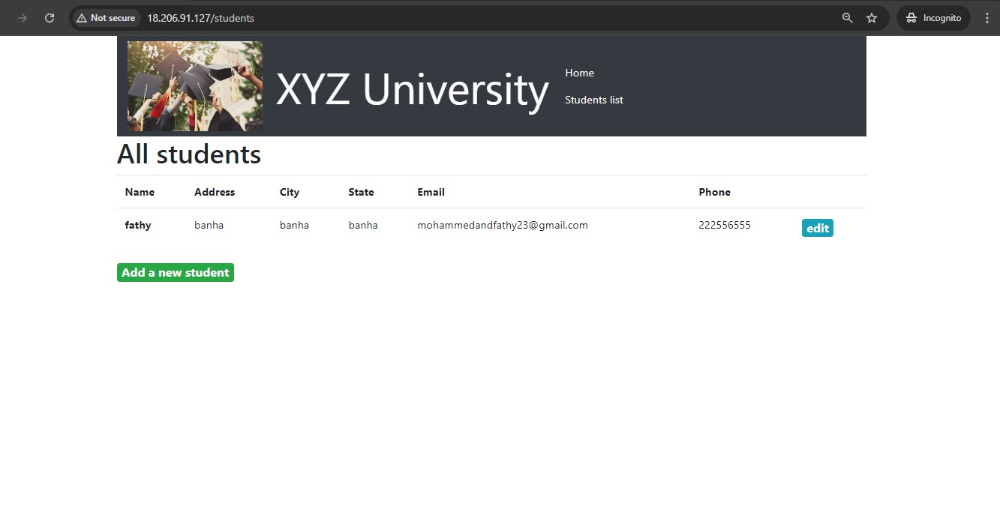 Not secure 18.206.91.127/students Incognito
XYZ University
Home
Students list
All students
Name Address City State Email Phone
fathy banha banha banha mohammedandfathy23@gmail.com 222556555 edit
Add a new student